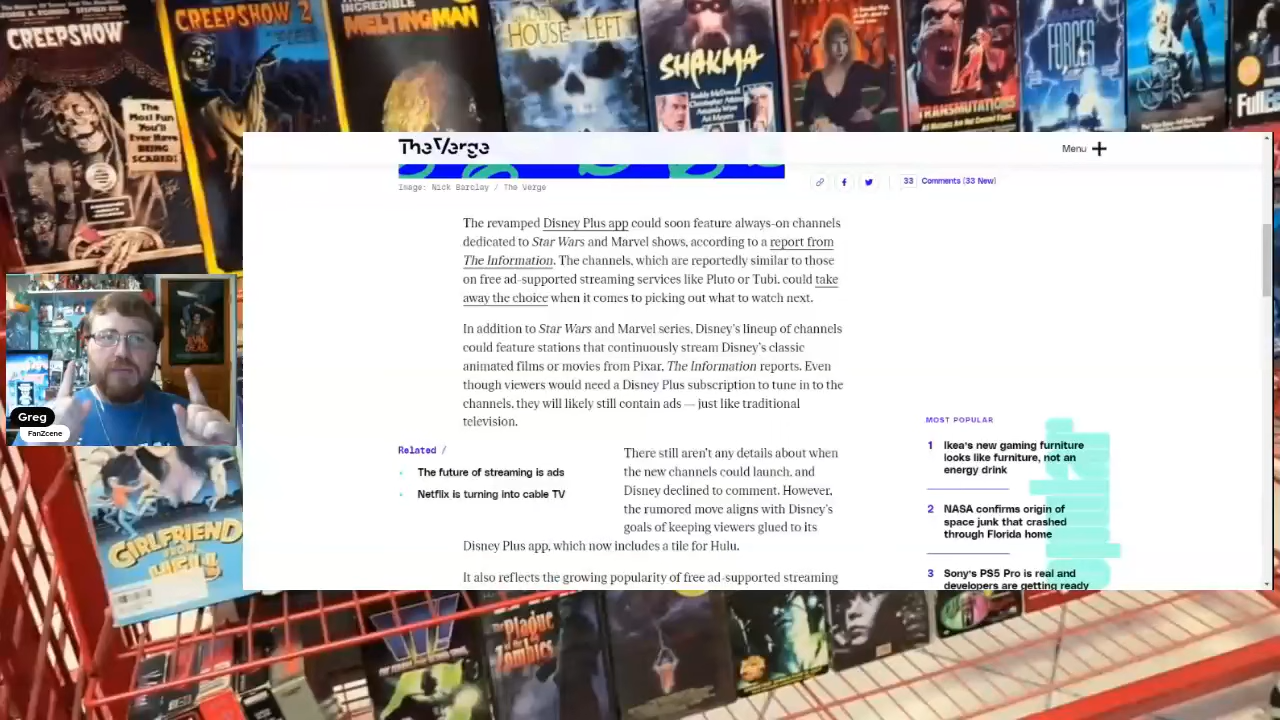 CREEPSHOW
The
Most Fun
You'll
Ever Have
BEING
SCARED!
CREEPSHOW 2
INCREDIBLE
MELTING MAN
HOUSE LEFT
SHAKMA
TRANSMUTATIONS
FORCES
Full
TheVerge
Menu
Image: Nick Barclay / The Verge
33 Comments (33 New)
The revamped Disney Plus app could soon feature always-on channels
dedicated to Star Wars and Marvel shows, according to a report from
The Information. The channels, which are reportedly similar to those
on free ad-supported streaming services like Pluto or Tubi, could take
away the choice when it comes to picking out what to watch next.
In addition to Star Wars and Marvel series, Disney's lineup of channels
could feature stations that continuously stream Disney's classic
animated films or movies from Pixar, The Information reports. Even
though viewers would need a Disney Plus subscription to tune in to the
channels, they will likely still contain ads — just like traditional
television.
Related /
The future of streaming is ads
Netflix is turning into cable TV
There still aren't any details about when
the new channels could launch, and
Disney declined to comment. However,
the rumored move aligns with Disney's
goals of keeping viewers glued to its
Disney Plus app, which now includes a tile for Hulu.
It also reflects the growing popularity of free ad-supported streaming
MOST POPULAR
1 Ikea's new gaming furniture
looks like furniture, not an
energy drink
2 NASA confirms origin of
space junk that crashed
through Florida home
3 Sony's PS5 Pro is real and
developers are getting ready
Greg
FanZcene
GIRLFRIEND
FROM
HELL
The Plague
of the
Zombies